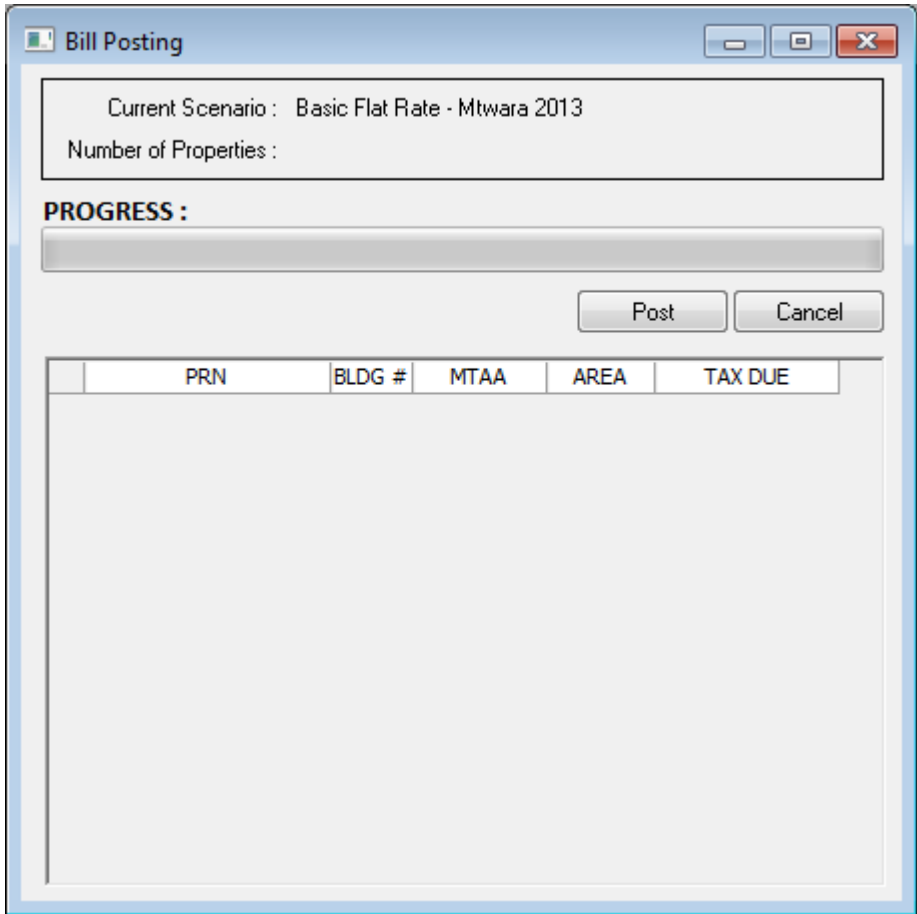 Bill Posting
Current Scenario : Basic Flat Rate - Mtwara 2013
Number of Properties :
PROGRESS :
Post Cancel
PRN BLDG # MTAA AREA TAX DUE